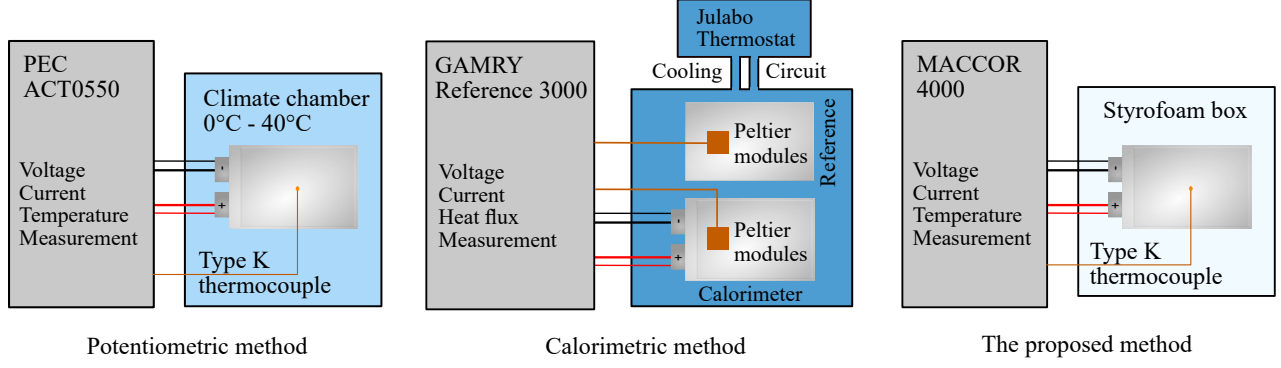 PEC
ACT0550
Climate chamber
0°C - 40°C
Voltage
Current
Temperature
Measurement
-
+
Type K
thermocouple
Potentiometric method
Julabo
Thermostat
Cooling
Circuit
GAMRY
Reference 3000
Peltier
modules
Reference
Voltage
Current
Heat flux
Measurement
-
+
Peltier
modules
Calorimeter
Calorimetric method
MACCOR
4000
Styrofoam box
Voltage
Current
Temperature
Measurement
-
+
Type K
thermocouple
The proposed method